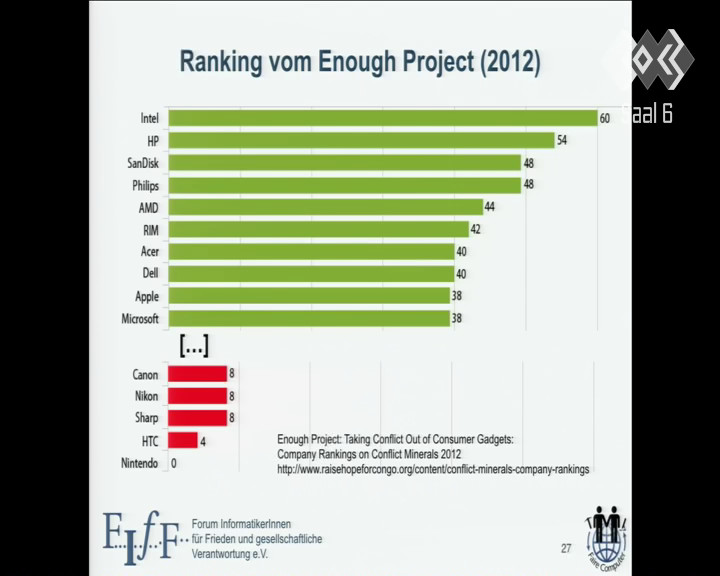 Ranking vom Enough Project (2012)
Saal 6
Intel 60
HP 54
SanDisk 48
Philips 48
AMD 44
RIM 42
Acer 40
Dell 40
Apple 38
Microsoft 38
[...]
Canon 8
Nikon 8
Sharp 8
HTC 4
Nintendo 0
Enough Project: Taking Conflict Out of Consumer Gadgets:
Company Rankings on Conflict Minerals 2012
http://www.raisehopeforcongo.org/content/conflict-minerals-company-rankings
FIfF
Forum InformatikerInnen
für Frieden und gesellschaftliche
Verantwortung e.V.
27
Faire Computer